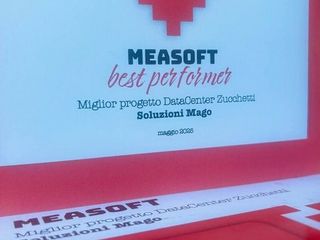 MEASOFT
best performer
Miglior progetto DataCenter Zucchetti
Soluzioni Mago
maggio 2025
MEASOFT
Miglior progetto DataCenter Zucchetti
Soluzioni Mago